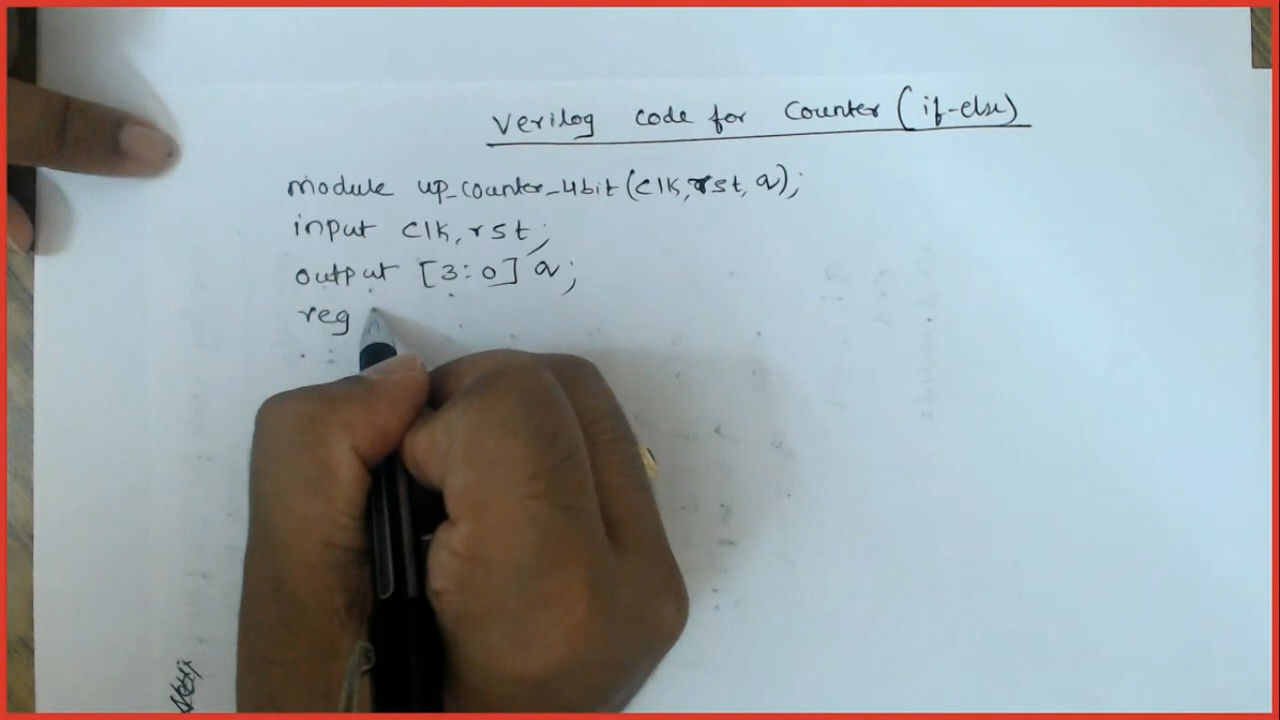 Verilog code for Counter (if-else)
module up_counter_4bit(clk,rst,q);
input clk,rst;
output [3:0] q;
reg